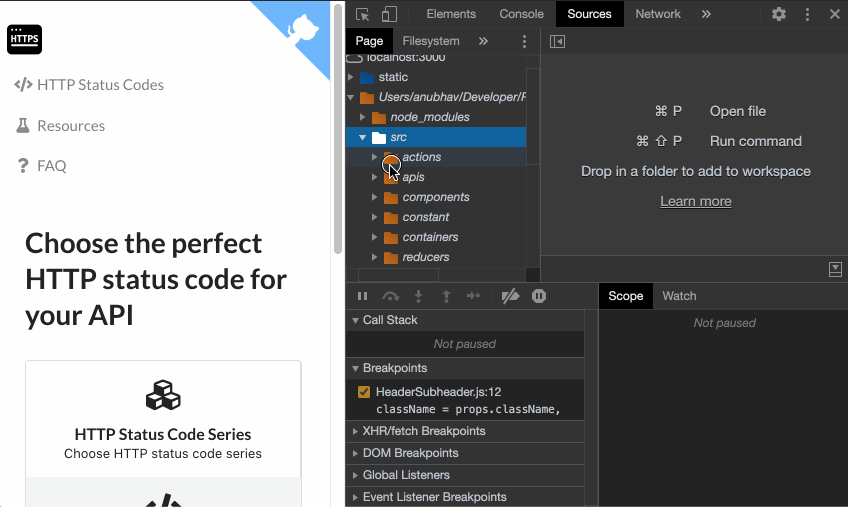 HTTPS
HTTP Status Codes
Resources
FAQ
Choose the perfect
HTTP status code for
your API
HTTP Status Code Series
Choose HTTP status code series
Elements Console Sources Network »
Page Filesystem »
localhost:3000
static
Users/anubhav/Developer/
node_modules
src
actions
apis
components
constant
containers
reducers
⌘ P Open file
⌘ ⇧ P Run command
Drop in a folder to add to workspace
Learn more
Call Stack
Not paused
Breakpoints
HeaderSubheader.js:12
className = props.className,
XHR/fetch Breakpoints
DOM Breakpoints
Global Listeners
Event Listener Breakpoints
Scope Watch
Not paused